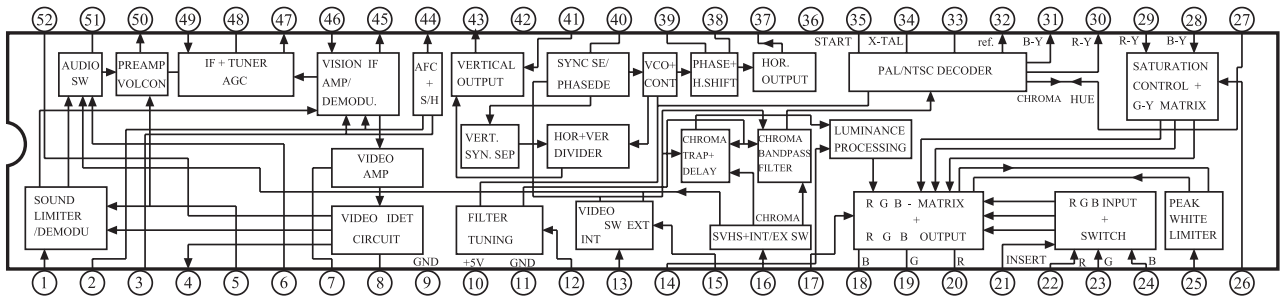 52 51 50 49 48 47 46 45 44 43 42 41 40 39 38 37 36 35 34 33 32 31 30 29 28 27
START X-TAL ref. B-Y R-Y R-Y B-Y
AUDIO
SW
PREAMP
VOLCON
IF + TUNER
AGC
VISION IF
AMP/
DEMODU.
AFC
+
S/H
VERTICAL
OUTPUT
SYNC SE/
PHASEDE
VCO+
CONT
PHASE+
H.SHIFT
HOR.
OUTPUT
PAL/NTSC DECODER
CHROMA HUE
SATURATION
CONTROL +
G-Y MATRIX
VERT.
SYN. SEP
HOR+VER
DIVIDER
CHROMA
TRAP+
DELAY
CHROMA
BANDPASS
FILTER
LUMINANCE
PROCESSING
VIDEO
AMP
SOUND
LIMITER
/DEMODU
VIDEO IDET
CIRCUIT
FILTER
TUNING
VIDEO
SW EXT
INT
CHROMA
SVHS+INT/EX SW
R G B - MATRIX
+
R G B OUTPUT
R G B INPUT
+
SWITCH
PEAK
WHITE
LIMITER
GND +5V GND B G R INSERT R G B
1 2 3 4 5 6 7 8 9 10 11 12 13 14 15 16 17 18 19 20 21 22 23 24 25 26